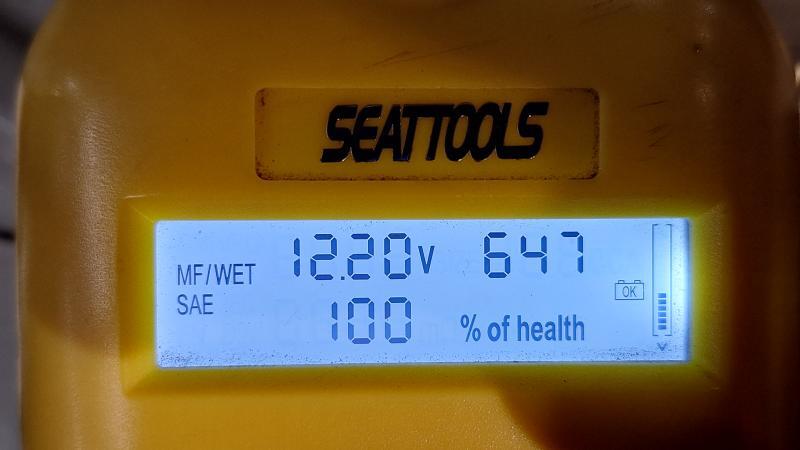 SEATTOOLS
MF/WET 12.20V 647
SAE OK
100 % of health